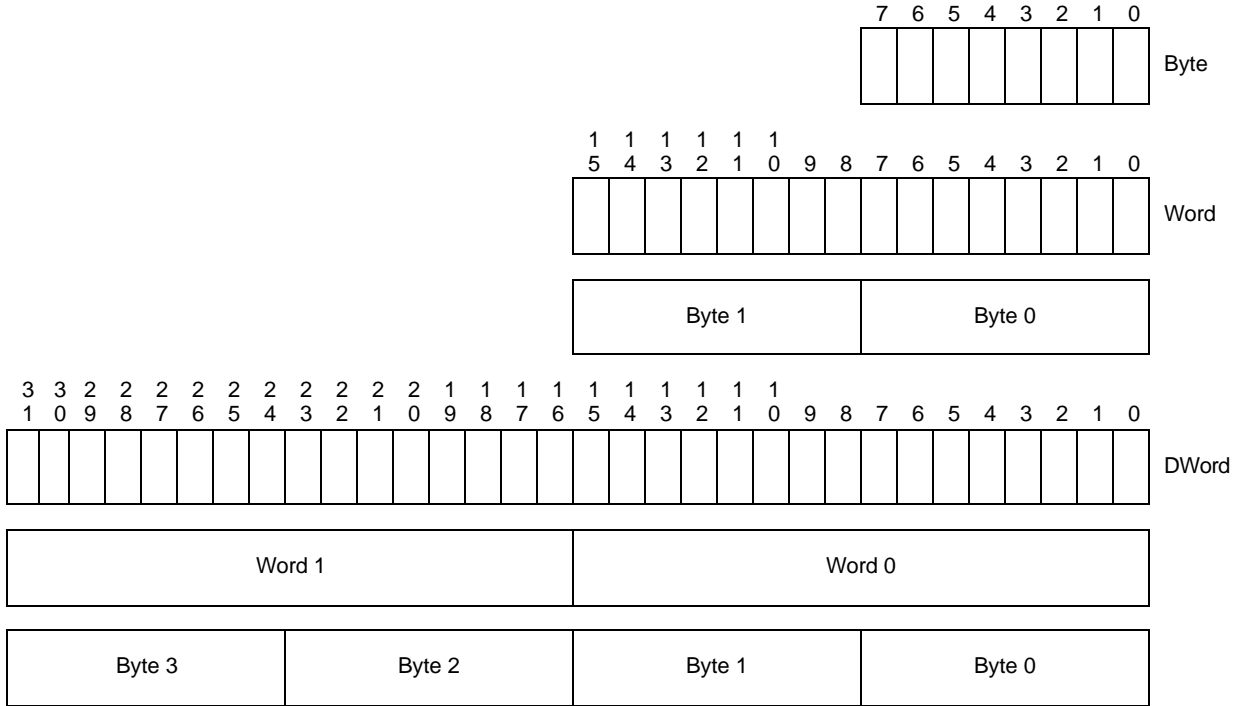 7 6 5 4 3 2 1 0
Byte
1 1 1 1 1 1
5 4 3 2 1 0 9 8 7 6 5 4 3 2 1 0
Word
Byte 1 Byte 0
3 3 2 2 2 2 2 2 2 2 2 2 1 1 1 1 1 1 1 1 1 1
1 0 9 8 7 6 5 4 3 2 1 0 9 8 7 6 5 4 3 2 1 0 9 8 7 6 5 4 3 2 1 0
DWord
Word 1 Word 0
Byte 3 Byte 2 Byte 1 Byte 0